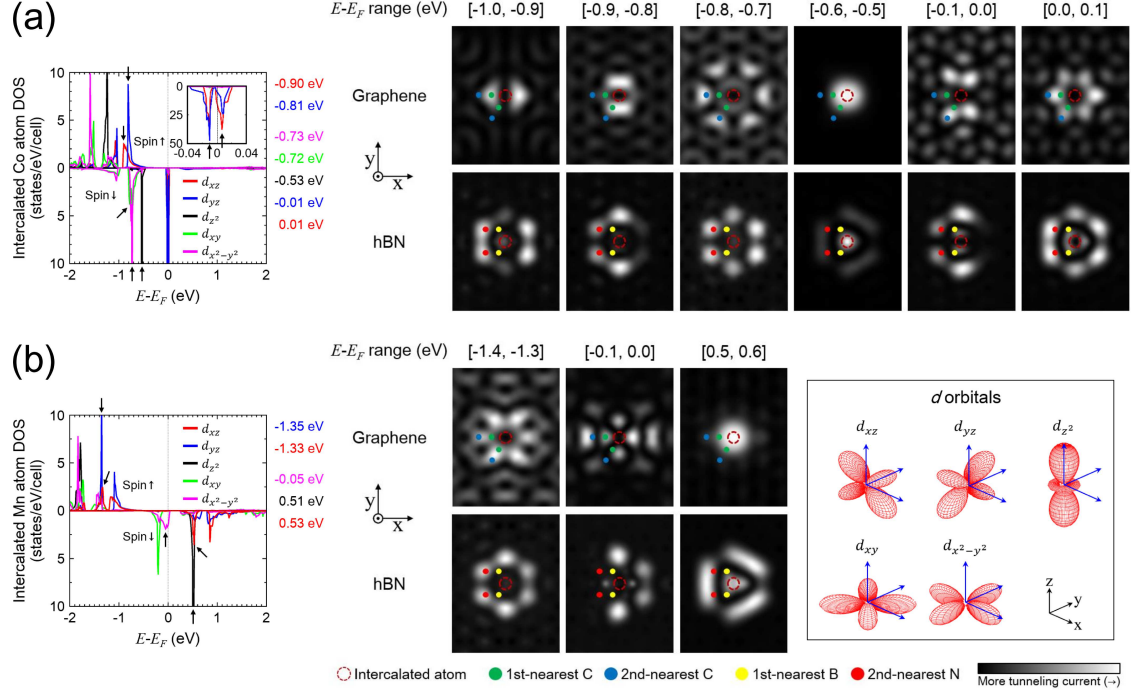 (a)
E-E_F range (eV) [-1.0, -0.9] [-0.9, -0.8] [-0.8, -0.7] [-0.6, -0.5] [-0.1, 0.0] [0.0, 0.1]
Intercalated Co atom DOS
(states/eV/cell)
10
5
0
5
10
-2 -1 0 1 2
E-E_F (eV)
Spin↑
Spin↓
d_xz
d_yz
d_z²
d_xy
d_x²−y²
0
25
50
-0.04 0.00 0.04
-0.90 eV
-0.81 eV
-0.73 eV
-0.72 eV
-0.53 eV
-0.01 eV
0.01 eV
Graphene
y
x
hBN
(b)
E-E_F range (eV) [-1.4, -1.3] [-0.1, 0.0] [0.5, 0.6]
Intercalated Mn atom DOS
(states/eV/cell)
10
5
0
5
10
-2 -1 0 1 2
E-E_F (eV)
Spin↑
Spin↓
d_xz
d_yz
d_z²
d_xy
d_x²−y²
-1.35 eV
-1.33 eV
-0.05 eV
0.51 eV
0.53 eV
Graphene
y
x
hBN
d orbitals
d_xz d_yz d_z²
d_xy d_x²−y²
z
y
x
Intercalated atom 1st-nearest C 2nd-nearest C 1st-nearest B 2nd-nearest N
More tunneling current (→)